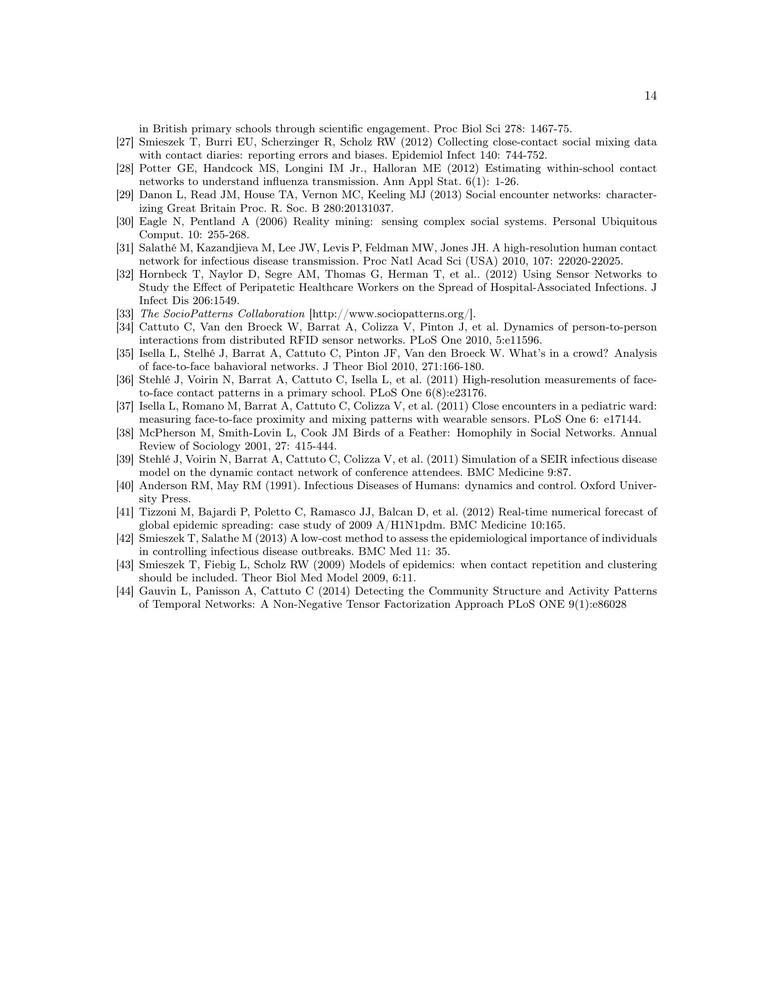 14
in British primary schools through scientific engagement. Proc Biol Sci 278: 1467-75.
[27] Smieszek T, Burri EU, Scherzinger R, Scholz RW (2012) Collecting close-contact social mixing data
with contact diaries: reporting errors and biases. Epidemiol Infect 140: 744-752.
[28] Potter GE, Handcock MS, Longini IM Jr., Halloran ME (2012) Estimating within-school contact
networks to understand influenza transmission. Ann Appl Stat. 6(1): 1-26.
[29] Danon L, Read JM, House TA, Vernon MC, Keeling MJ (2013) Social encounter networks: character-
izing Great Britain Proc. R. Soc. B 280:20131037.
[30] Eagle N, Pentland A (2006) Reality mining: sensing complex social systems. Personal Ubiquitous
Comput. 10: 255-268.
[31] Salathé M, Kazandjieva M, Lee JW, Levis P, Feldman MW, Jones JH. A high-resolution human contact
network for infectious disease transmission. Proc Natl Acad Sci (USA) 2010, 107: 22020-22025.
[32] Hornbeck T, Naylor D, Segre AM, Thomas G, Herman T, et al.. (2012) Using Sensor Networks to
Study the Effect of Peripatetic Healthcare Workers on the Spread of Hospital-Associated Infections. J
Infect Dis 206:1549.
[33] The SocioPatterns Collaboration [http://www.sociopatterns.org/].
[34] Cattuto C, Van den Broeck W, Barrat A, Colizza V, Pinton J, et al. Dynamics of person-to-person
interactions from distributed RFID sensor networks. PLoS One 2010, 5:e11596.
[35] Isella L, Stelhé J, Barrat A, Cattuto C, Pinton JF, Van den Broeck W. What's in a crowd? Analysis
of face-to-face bahavioral networks. J Theor Biol 2010, 271:166-180.
[36] Stehlé J, Voirin N, Barrat A, Cattuto C, Isella L, et al. (2011) High-resolution measurements of face-
to-face contact patterns in a primary school. PLoS One 6(8):e23176.
[37] Isella L, Romano M, Barrat A, Cattuto C, Colizza V, et al. (2011) Close encounters in a pediatric ward:
measuring face-to-face proximity and mixing patterns with wearable sensors. PLoS One 6: e17144.
[38] McPherson M, Smith-Lovin L, Cook JM Birds of a Feather: Homophily in Social Networks. Annual
Review of Sociology 2001, 27: 415-444.
[39] Stehlé J, Voirin N, Barrat A, Cattuto C, Colizza V, et al. (2011) Simulation of a SEIR infectious disease
model on the dynamic contact network of conference attendees. BMC Medicine 9:87.
[40] Anderson RM, May RM (1991). Infectious Diseases of Humans: dynamics and control. Oxford Univer-
sity Press.
[41] Tizzoni M, Bajardi P, Poletto C, Ramasco JJ, Balcan D, et al. (2012) Real-time numerical forecast of
global epidemic spreading: case study of 2009 A/H1N1pdm. BMC Medicine 10:165.
[42] Smieszek T, Salathe M (2013) A low-cost method to assess the epidemiological importance of individuals
in controlling infectious disease outbreaks. BMC Med 11: 35.
[43] Smieszek T, Fiebig L, Scholz RW (2009) Models of epidemics: when contact repetition and clustering
should be included. Theor Biol Med Model 2009, 6:11.
[44] Gauvin L, Panisson A, Cattuto C (2014) Detecting the Community Structure and Activity Patterns
of Temporal Networks: A Non-Negative Tensor Factorization Approach PLoS ONE 9(1):e86028